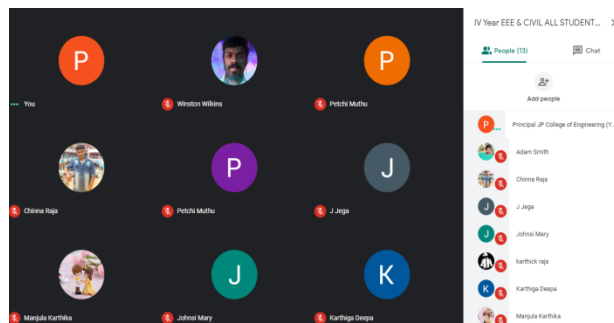 IV Year EEE & CIVIL ALL STUDENT...
People (13)
Chat
Add people
Principal JP College of Engineering (Y...
Adam Smith
Chinna Raja
J Jega
Johnsi Mary
karthick raja
Karthiga Deepa
Manjula Karthika
P
P
You
Winston Wilkins
Petchi Muthu
P
J
Chinna Raja
Petchi Muthu
J Jega
J
K
Manjula Karthika
Johnsi Mary
Karthiga Deepa
P
J
J
K